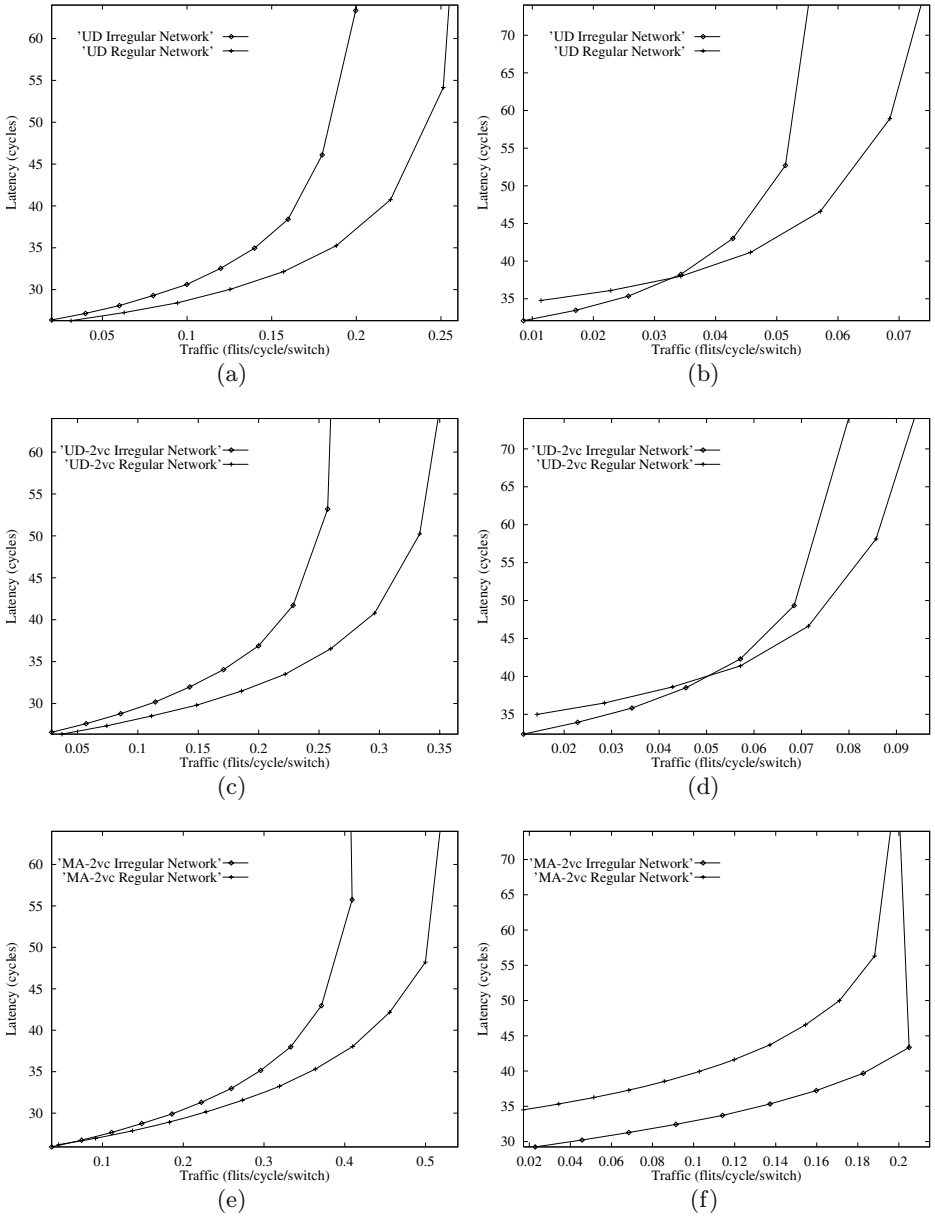 'UD Irregular Network'
'UD Regular Network'
60
55
50
45
40
35
30
Latency (cycles)
0.05 0.1 0.15 0.2 0.25
Traffic (flits/cycle/switch)
(a)
'UD Irregular Network'
'UD Regular Network'
70
65
60
55
50
45
40
35
Latency (cycles)
0.01 0.02 0.03 0.04 0.05 0.06 0.07
Traffic (flits/cycle/switch)
(b)
'UD-2vc Irregular Network'
'UD-2vc Regular Network'
60
55
50
45
40
35
30
Latency (cycles)
0.05 0.1 0.15 0.2 0.25 0.3 0.35
Traffic (flits/cycle/switch)
(c)
'UD-2vc Irregular Network'
'UD-2vc Regular Network'
70
65
60
55
50
45
40
35
Latency (cycles)
0.02 0.03 0.04 0.05 0.06 0.07 0.08 0.09
Traffic (flits/cycle/switch)
(d)
'MA-2vc Irregular Network'
'MA-2vc Regular Network'
60
55
50
45
40
35
30
Latency (cycles)
0.1 0.2 0.3 0.4 0.5
Traffic (flits/cycle/switch)
(e)
'MA-2vc Irregular Network'
'MA-2vc Regular Network'
70
65
60
55
50
45
40
35
30
Latency (cycles)
0.02 0.04 0.06 0.08 0.10 0.12 0.14 0.16 0.18 0.2
Traffic (flits/cycle/switch)
(f)